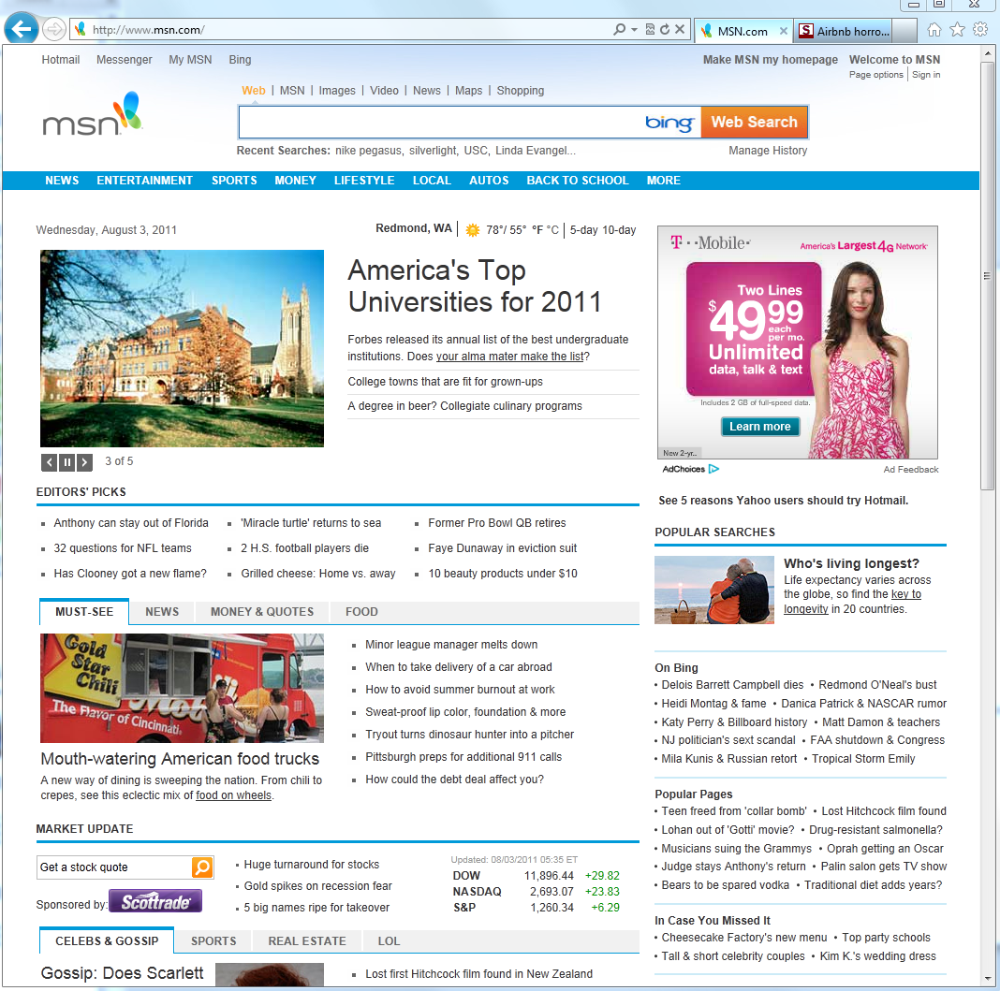 http://www.msn.com/
MSN.com
Airbnb horro...
Hotmail Messenger My MSN Bing
Make MSN my homepage Welcome to MSN
Page options | Sign in
msn
Web | MSN | Images | Video | News | Maps | Shopping
bing Web Search
Recent Searches: nike pegasus, silverlight, USC, Linda Evangel...
Manage History
NEWS ENTERTAINMENT SPORTS MONEY LIFESTYLE LOCAL AUTOS BACK TO SCHOOL MORE
Wednesday, August 3, 2011
Redmond, WA | 78°/ 55° °F °C | 5-day 10-day
America's Top
Universities for 2011
Forbes released its annual list of the best undergraduate
institutions. Does your alma mater make the list?
College towns that are fit for grown-ups
A degree in beer? Collegiate culinary programs
3 of 5
T··Mobile·
America's Largest 4G Network
Two Lines
$49.99
each
per mo.
Unlimited
data, talk & text
Includes 2 GB of full-speed data.
Learn more
New 2-yr..
AdChoices
Ad Feedback
EDITORS' PICKS
Anthony can stay out of Florida
'Miracle turtle' returns to sea
Former Pro Bowl QB retires
32 questions for NFL teams
2 H.S. football players die
Faye Dunaway in eviction suit
Has Clooney got a new flame?
Grilled cheese: Home vs. away
10 beauty products under $10
See 5 reasons Yahoo users should try Hotmail.
POPULAR SEARCHES
Who's living longest?
Life expectancy varies across
the globe, so find the key to
longevity in 20 countries.
MUST-SEE NEWS MONEY & QUOTES FOOD
Gold
Star
Chili
The Flavor of Cincinnati
Mouth-watering American food trucks
A new way of dining is sweeping the nation. From chili to
crepes, see this eclectic mix of food on wheels.
Minor league manager melts down
When to take delivery of a car abroad
How to avoid summer burnout at work
Sweat-proof lip color, foundation & more
Tryout turns dinosaur hunter into a pitcher
Pittsburgh preps for additional 911 calls
How could the debt deal affect you?
On Bing
• Delois Barrett Campbell dies • Redmond O'Neal's bust
• Heidi Montag & fame • Danica Patrick & NASCAR rumor
• Katy Perry & Billboard history • Matt Damon & teachers
• NJ politician's sext scandal • FAA shutdown & Congress
• Mila Kunis & Russian retort • Tropical Storm Emily
Popular Pages
• Teen freed from 'collar bomb' • Lost Hitchcock film found
• Lohan out of 'Gotti' movie? • Drug-resistant salmonella?
• Musicians suing the Grammys • Oprah getting an Oscar
• Judge stays Anthony's return • Palin salon gets TV show
• Bears to be spared vodka • Traditional diet adds years?
In Case You Missed It
• Cheesecake Factory's new menu • Top party schools
• Tall & short celebrity couples • Kim K.'s wedding dress
MARKET UPDATE
Get a stock quote
Sponsored by: Scottrade
Huge turnaround for stocks
Gold spikes on recession fear
5 big names ripe for takeover
Updated: 08/03/2011 05:35 ET
DOW 11,896.44 +29.82
NASDAQ 2,693.07 +23.83
S&P 1,260.34 +6.29
CELEBS & GOSSIP SPORTS REAL ESTATE LOL
Gossip: Does Scarlett
Lost first Hitchcock film found in New Zealand